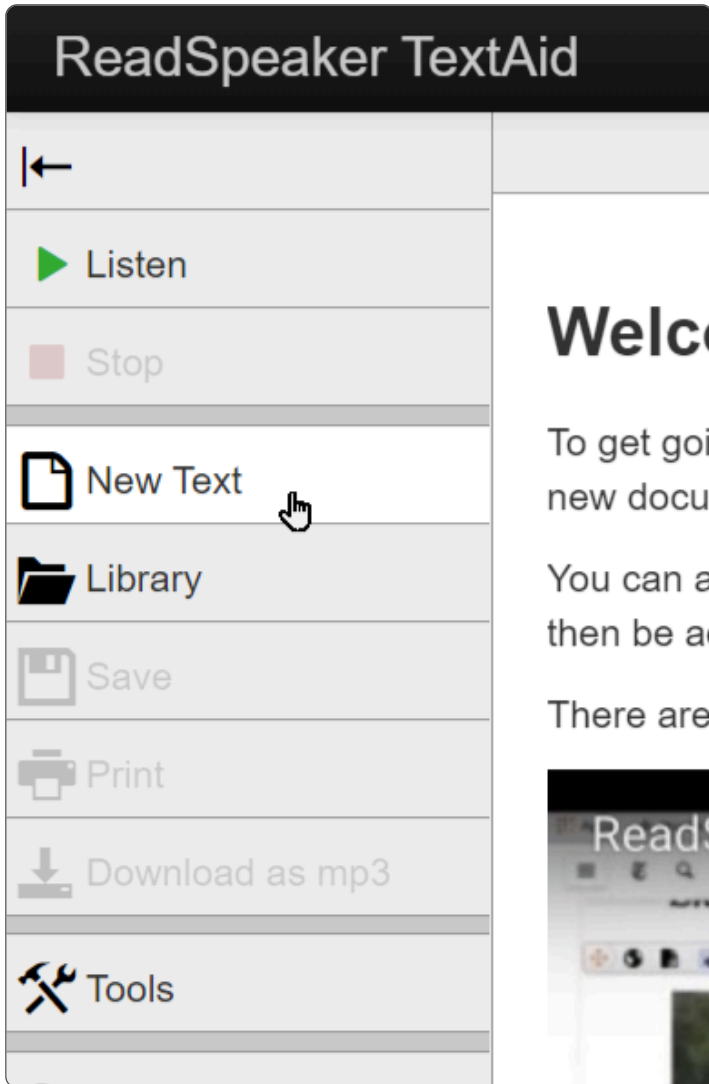 ReadSpeaker TextAid
Listen
Stop
New Text
Library
Save
Print
Download as mp3
Tools
Welc
To get goi
new docu
You can a
then be a
There are
Read